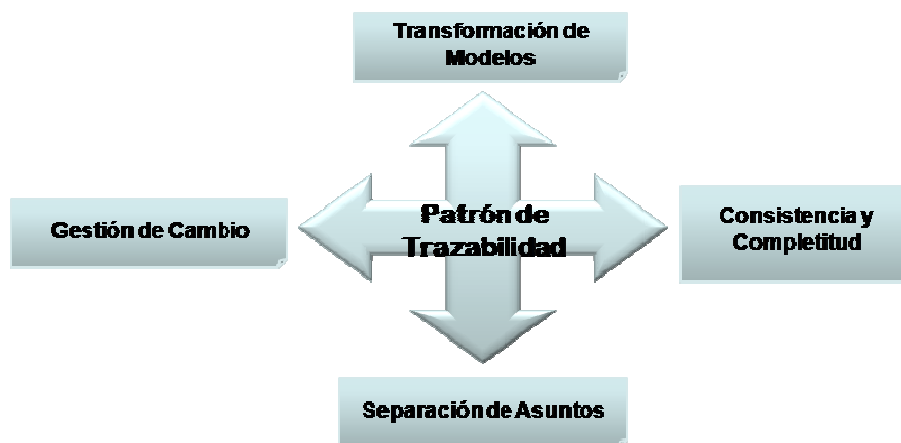 Transformación de
Modelos
Gestión de Cambio
Patrón de
Trazabilidad
Consistencia y
Completitud
Separación de Asuntos